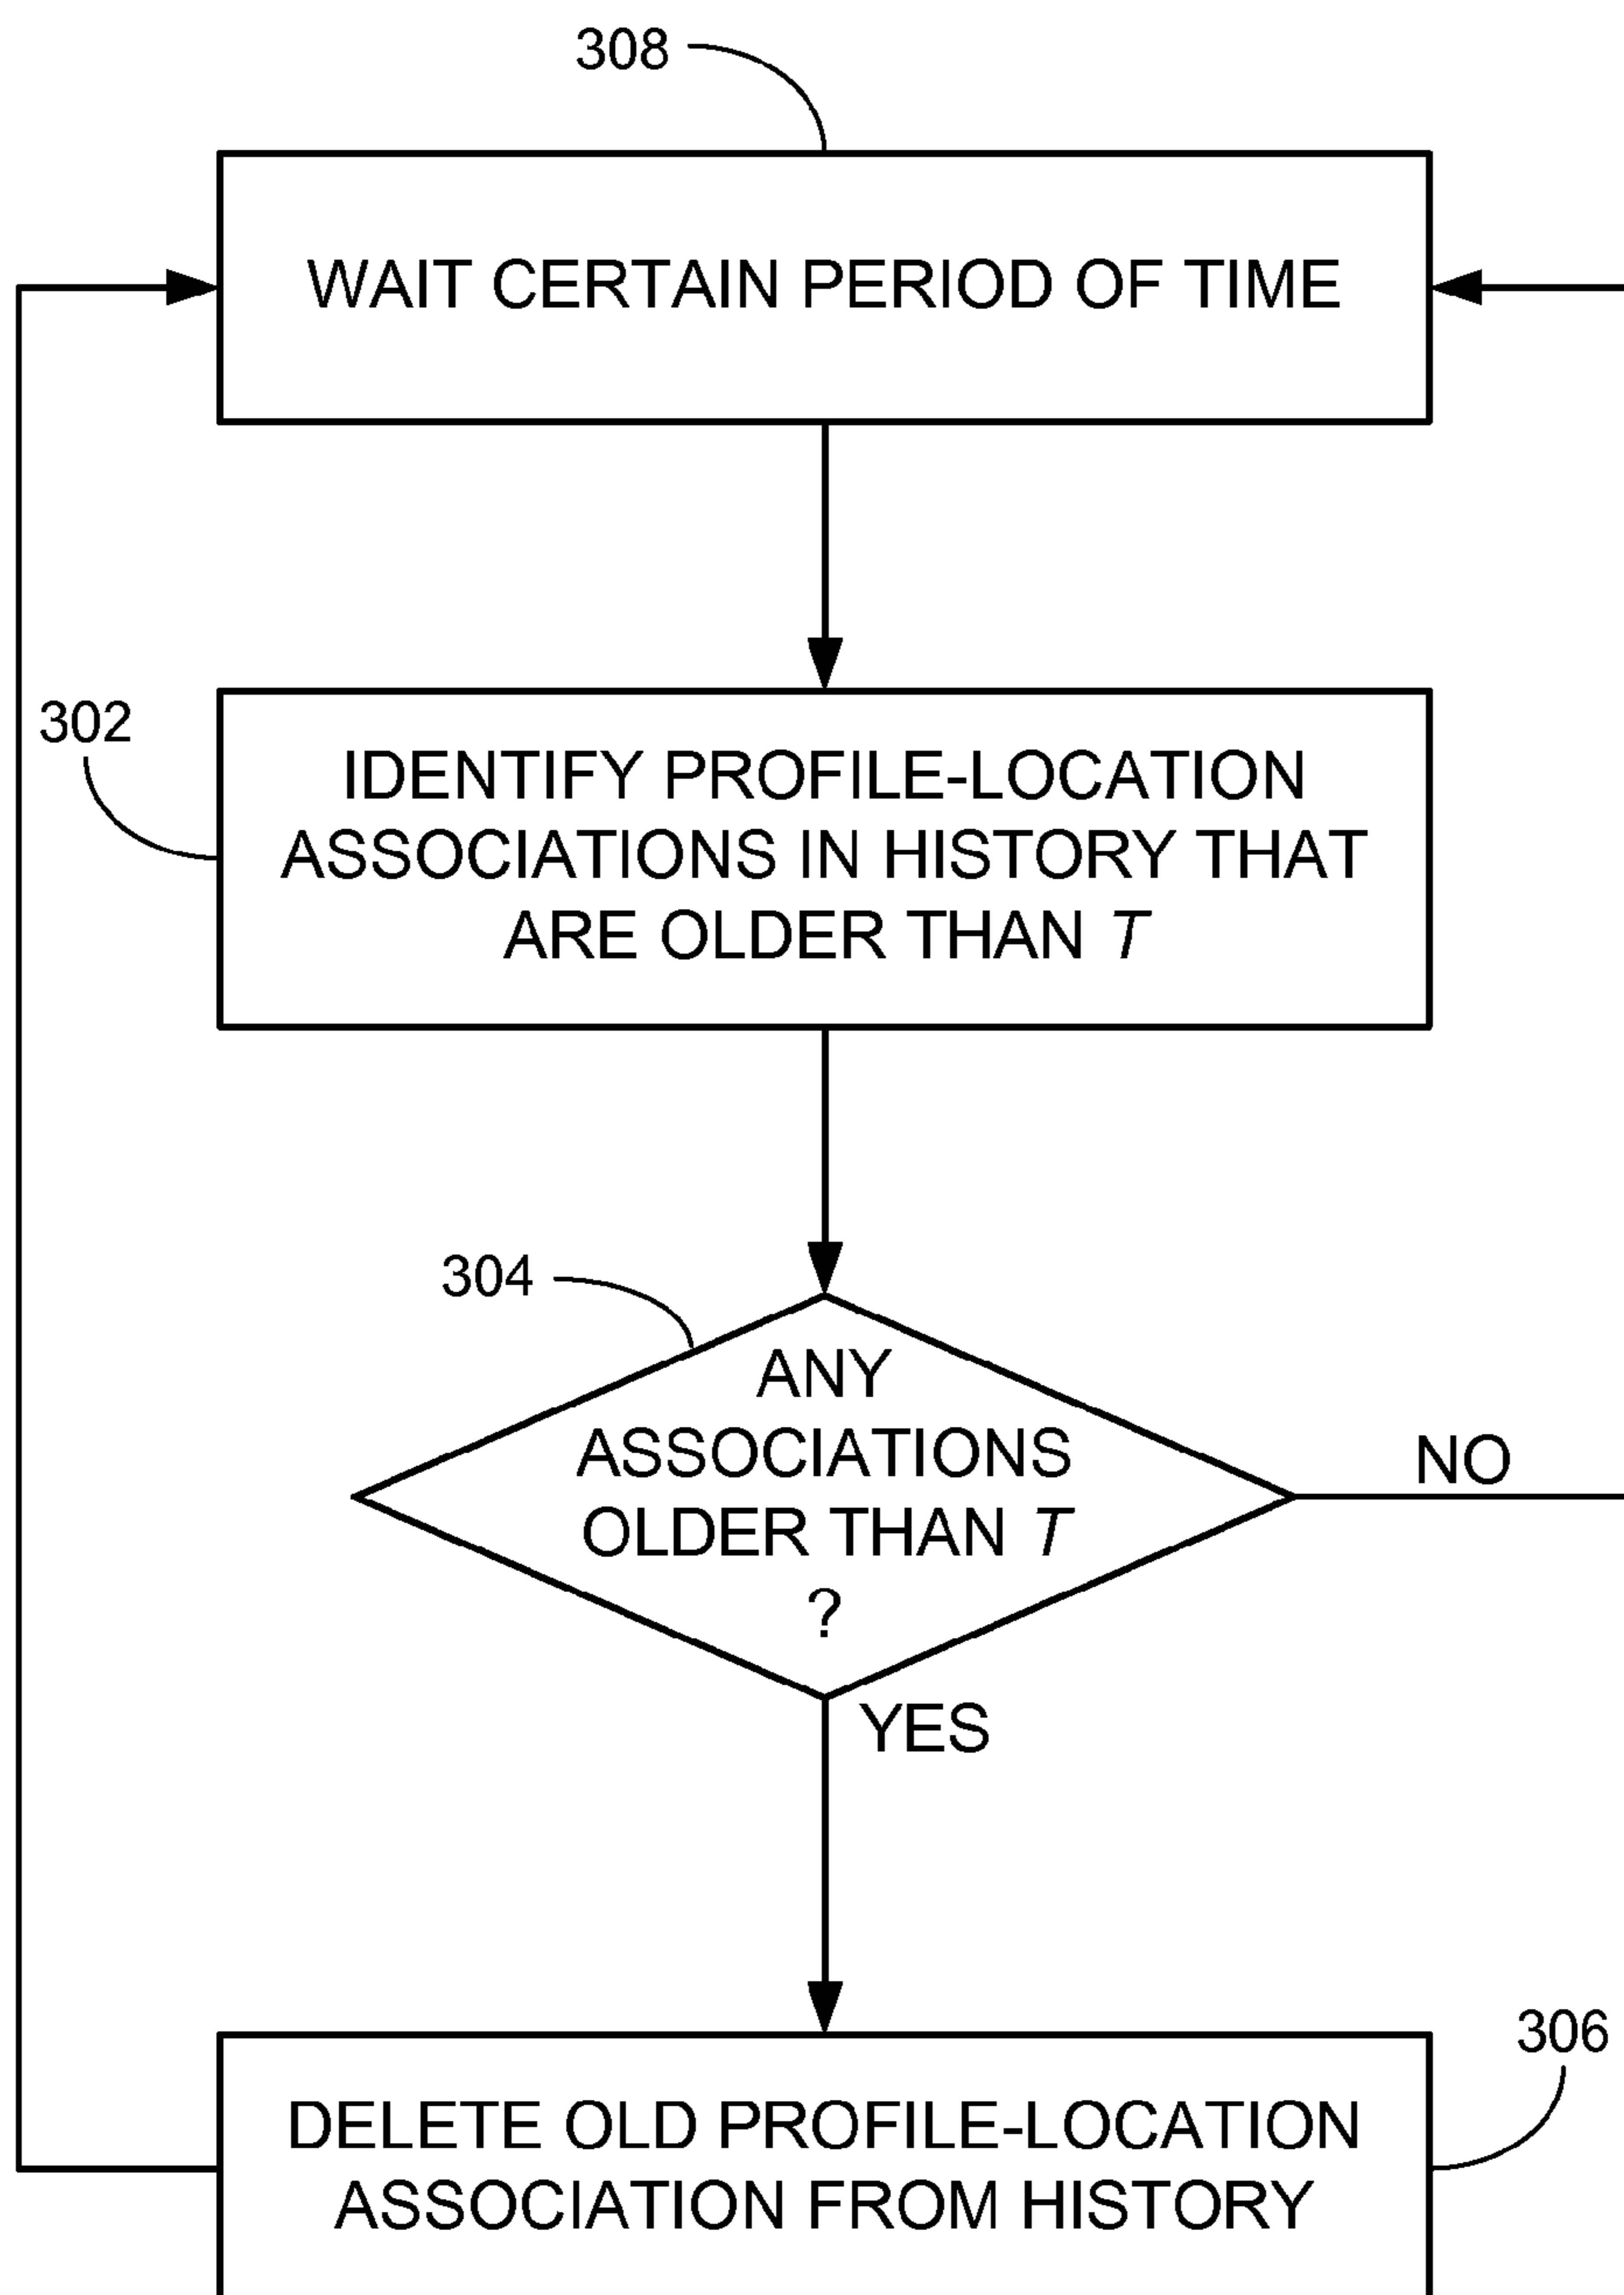 308
WAIT CERTAIN PERIOD OF TIME
302
IDENTIFY PROFILE-LOCATION
ASSOCIATIONS IN HISTORY THAT
ARE OLDER THAN T
304
ANY
ASSOCIATIONS
OLDER THAN T
?
NO
YES
306
DELETE OLD PROFILE-LOCATION
ASSOCIATION FROM HISTORY